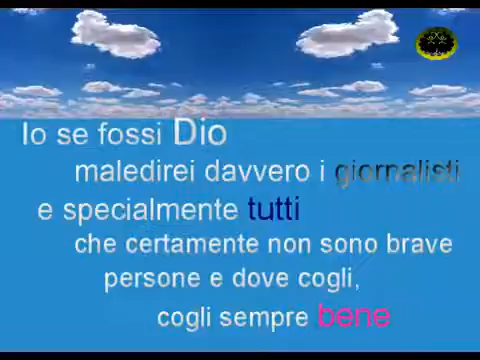 Io se fossi Dio
maledirei davvero i giornalisti
e specialmente tutti
che certamente non sono brave
persone e dove cogli,
cogli sempre bene